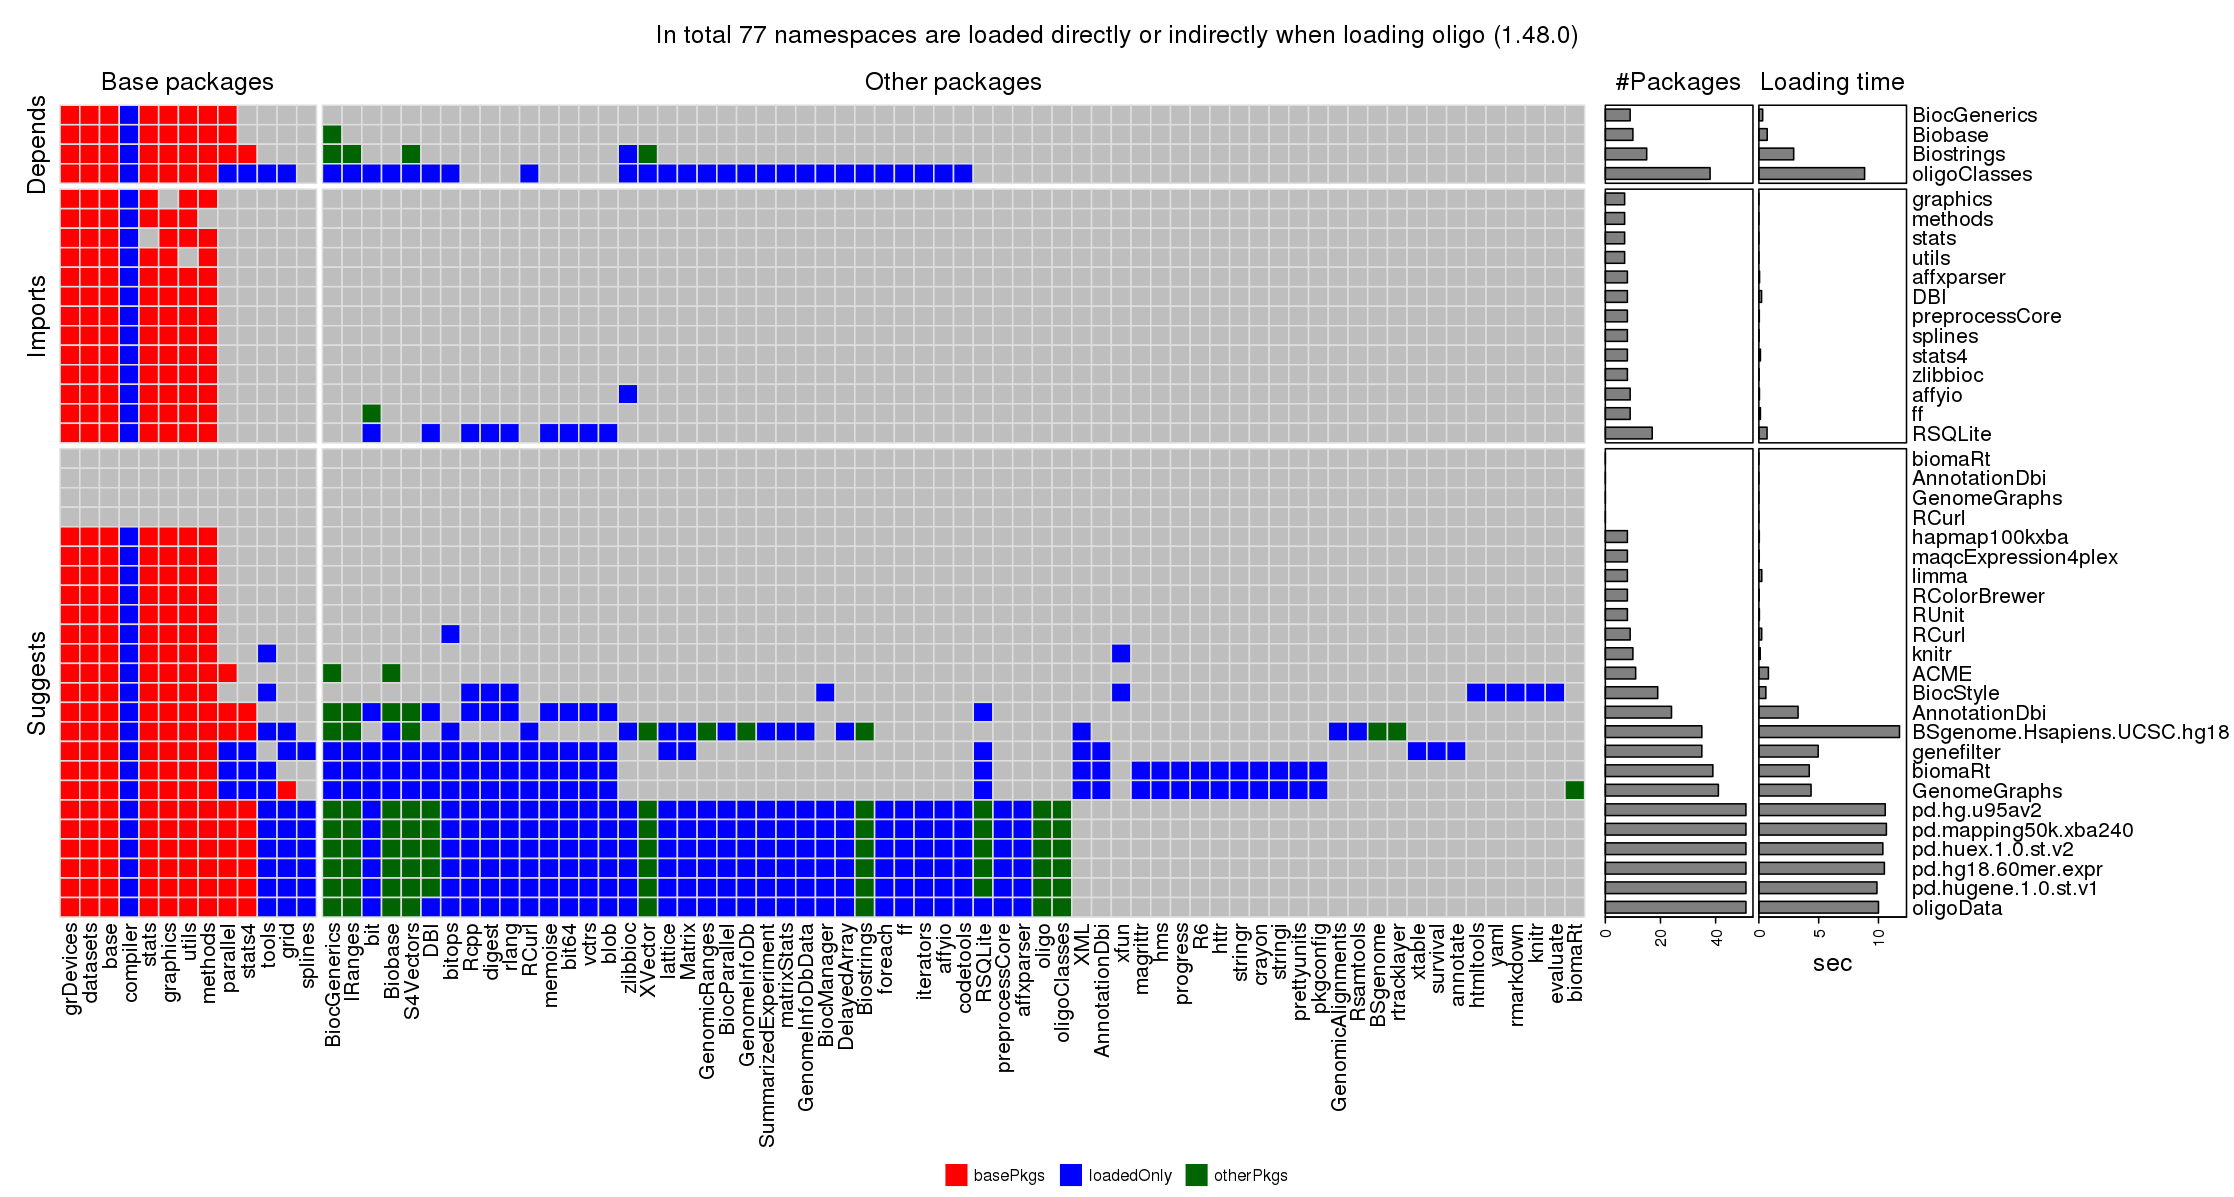 In total 77 namespaces are loaded directly or indirectly when loading oligo (1.48.0)
Base packages
Other packages
#Packages
Loading time
Depends
Imports
Suggests
BiocGenerics
Biobase
Biostrings
oligoClasses
graphics
methods
stats
utils
affxparser
DBI
preprocessCore
splines
stats4
zlibbioc
affyio
ff
RSQLite
biomaRt
AnnotationDbi
GenomeGraphs
RCurl
hapmap100kxba
maqcExpression4plex
limma
RColorBrewer
RUnit
RCurl
knitr
ACME
BiocStyle
AnnotationDbi
BSgenome.Hsapiens.UCSC.hg18
genefilter
biomaRt
GenomeGraphs
pd.hg.u95av2
pd.mapping50k.xba240
pd.huex.1.0.st.v2
pd.hg18.60mer.expr
pd.hugene.1.0.st.v1
oligoData
grDevices
datasets
base
compiler
stats
graphics
utils
methods
parallel
stats4
tools
grid
splines
BiocGenerics
IRanges
bit
Biobase
S4Vectors
DBI
bitops
Rcpp
digest
rlang
RCurl
memoise
bit64
vctrs
blob
zlibbioc
XVector
lattice
Matrix
GenomicRanges
BiocParallel
GenomeInfoDb
SummarizedExperiment
matrixStats
GenomeInfoDbData
BiocManager
DelayedArray
Biostrings
foreach
ff
iterators
affyio
codetools
RSQLite
preprocessCore
affxparser
oligo
oligoClasses
XML
AnnotationDbi
xfun
magrittr
hms
progress
R6
httr
stringr
crayon
stringi
prettyunits
pkgconfig
GenomicAlignments
Rsamtools
BSgenome
rtracklayer
xtable
survival
annotate
htmltools
yaml
rmarkdown
knitr
evaluate
biomaRt
0
20
40
0
5
10
sec
basePkgs
loadedOnly
otherPkgs